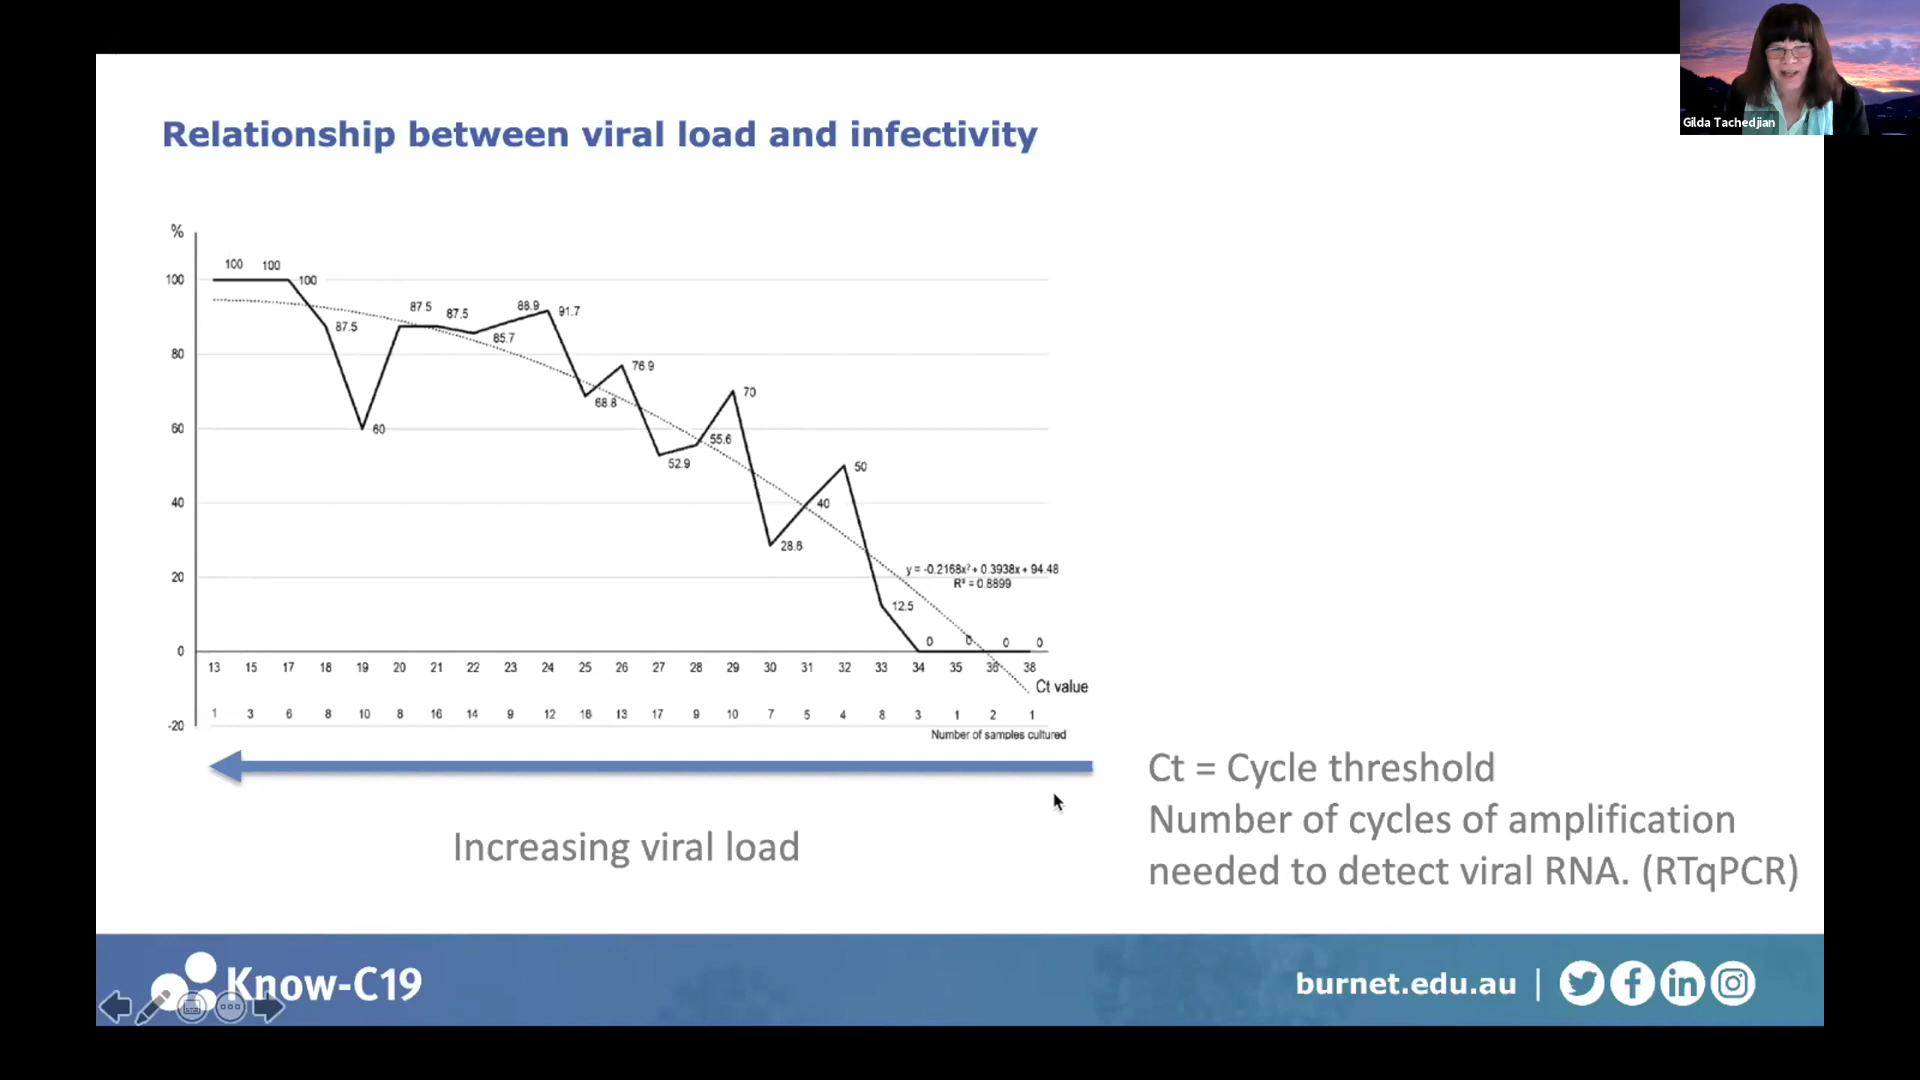 Gilda Tachedjian
Relationship between viral load and infectivity
%
100
80
60
40
20
0
-20
100 100 100 87.5 60 87.5 87.5 85.7 88.9 91.7 68.8 76.9 52.9 55.6 70 28.6 40 50 12.5 0 0 0 0
y = -0.2168x² + 0.3938x + 94.48
R² = 0.8899
13 15 17 18 19 20 21 22 23 24 25 26 27 28 29 30 31 32 33 34 35 36 38
Ct value
1 3 6 8 10 8 16 14 9 12 16 13 17 9 10 7 5 4 8 3 1 2 1
Number of samples cultured
Increasing viral load
Ct = Cycle threshold
Number of cycles of amplification
needed to detect viral RNA. (RTqPCR)
Know-C19
burnet.edu.au |